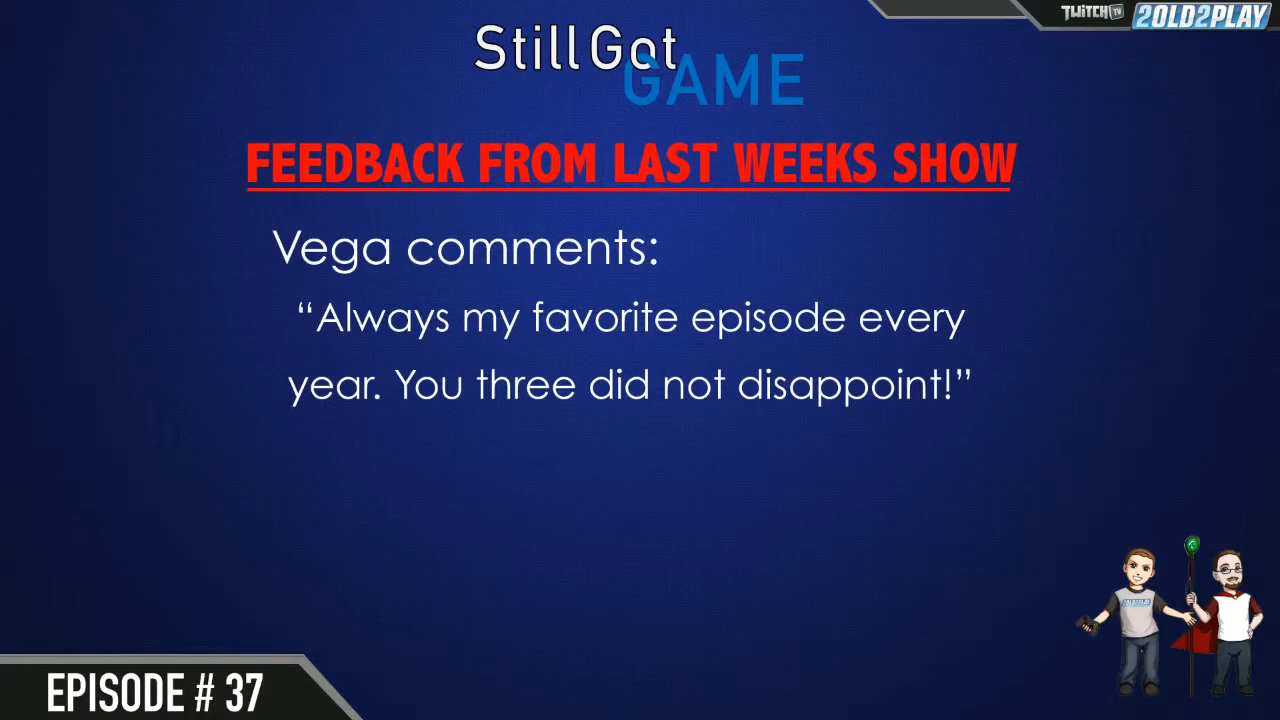 TWITCH TV 2OLD2PLAY
Still Got
GAME
FEEDBACK FROM LAST WEEKS SHOW
Vega comments:
“Always my favorite episode every
year. You three did not disappoint!”
2OLD2PLAY
EPISODE # 37